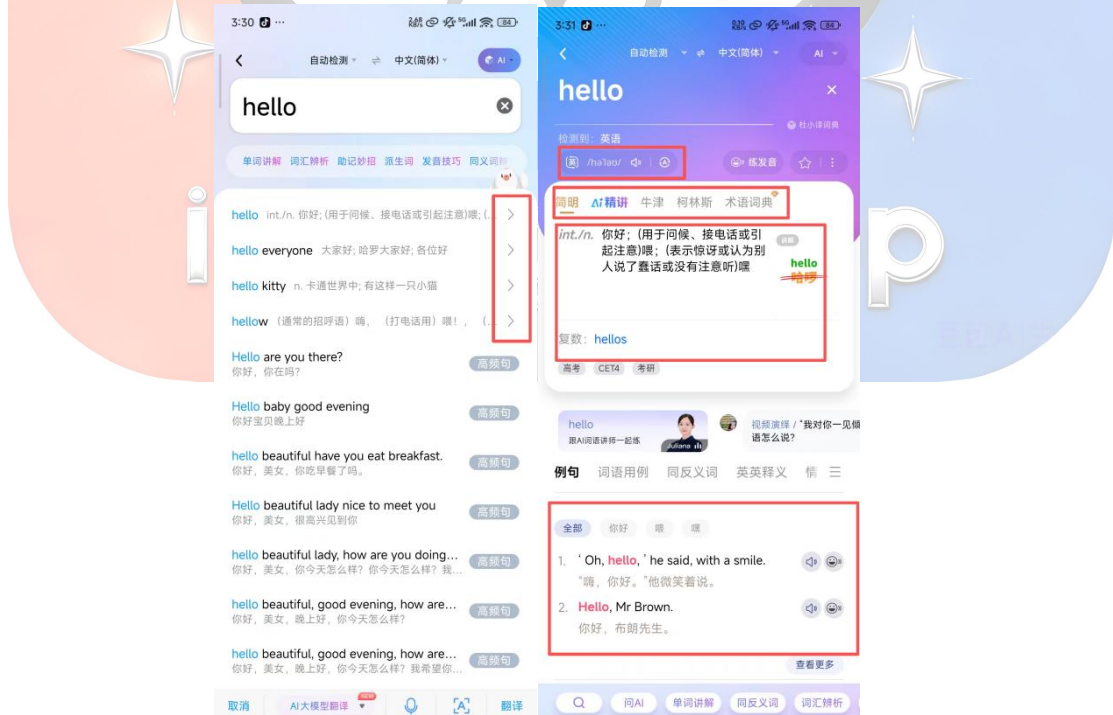 3:30
84
自动检测 中文(简体) AI
hello
单词讲解 词汇辨析 助记妙招 派生词 发音技巧 同义词
hello int./n. 你好; (用于问候、接电话或引起注意)喂; (...
hello everyone 大家好; 哈罗大家好; 各位好
hello kitty n. 卡通世界中; 有这样一只小猫
hellow （通常的招呼语）嗨， （打电话用）喂！， （...
Hello are you there?
你好，你在吗？
高频句
Hello baby good evening
你好宝贝晚上好
高频句
hello beautiful have you eat breakfast.
你好，美女，你吃早餐了吗。
高频句
Hello beautiful lady nice to meet you
你好，美女，很高兴见到你
高频句
hello beautiful lady, how are you doing...
你好，美女，你今天怎么样？你今天怎么样？我...
高频句
hello beautiful, good evening, how are...
你好，美女，晚上好，你今天怎么样？
高频句
hello beautiful, good evening, how are...
你好，美女，晚上好，你今天怎么样？我希望你...
高频句
取消 AI大模型翻译 NEW 翻译
3:31
84
自动检测 中文(简体) AI
hello
杜小译词典
检测到: 英语
英 /həˈləʊ/ 练发音
简明 Ai精讲 牛津 柯林斯 术语词典
int./n. 你好; (用于问候、接电话或引
起注意)喂; (表示惊讶或认为别
人说了蠢话或没有注意听)嘿
讲解
hello
哈啰
复数: hellos
高考 CET4 考研
hello
跟AI词语讲师一起练
Juliana
视频演绎 / "我对你一见倾
语怎么说?
例句 词语用例 同反义词 英英释义 情
全部 你好 喂 嘿
1. ' Oh, hello, ' he said, with a smile.
"嗨，你好。"他微笑着说。
2. Hello, Mr Brown.
你好，布朗先生。
查看更多
问AI 单词讲解 同反义词 词汇辨析